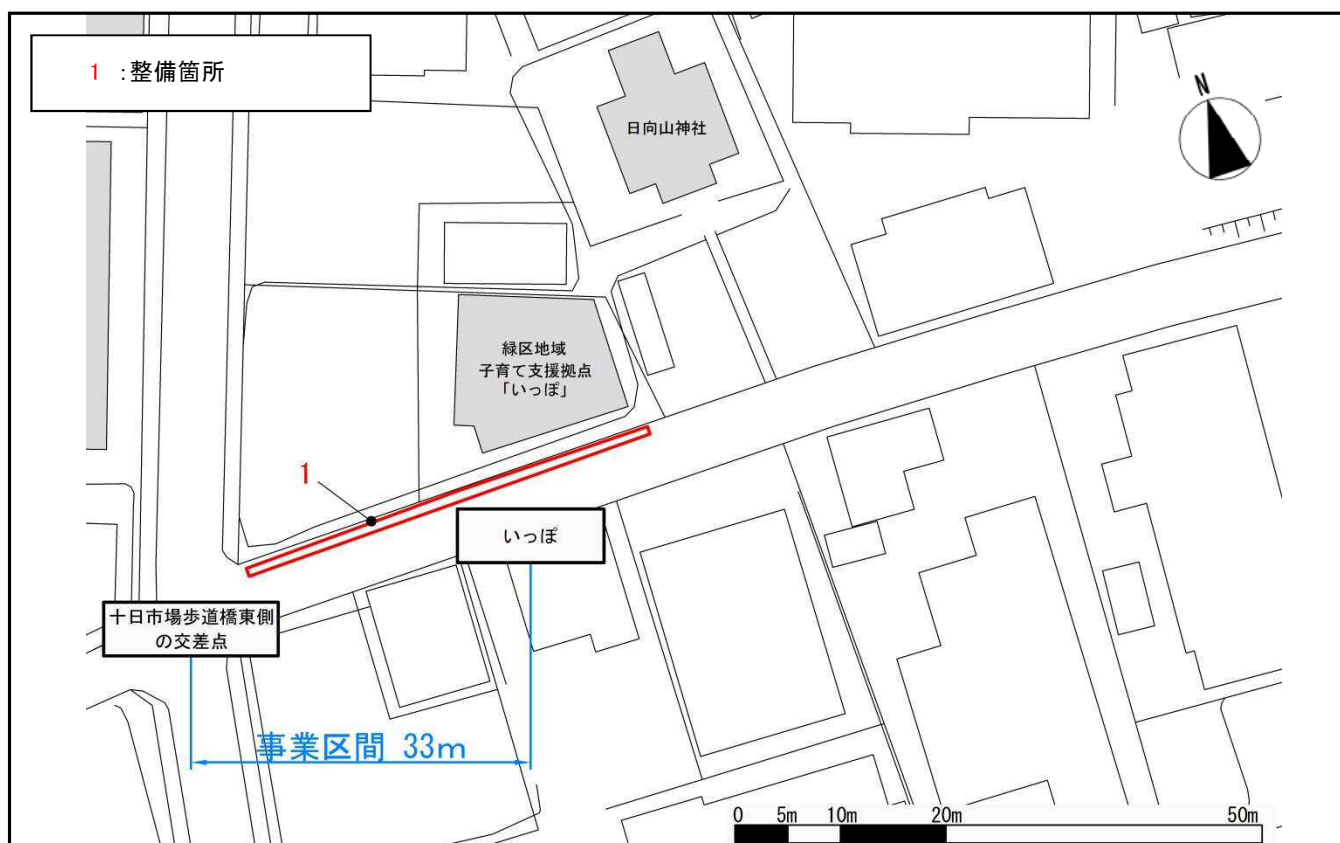 1 :整備箇所
N
日向山神社
緑区地域
子育て支援拠点
「いっぽ」
1
いっぽ
十日市場歩道橋東側
の交差点
事業区間 33m
0 5m 10m 20m 50m